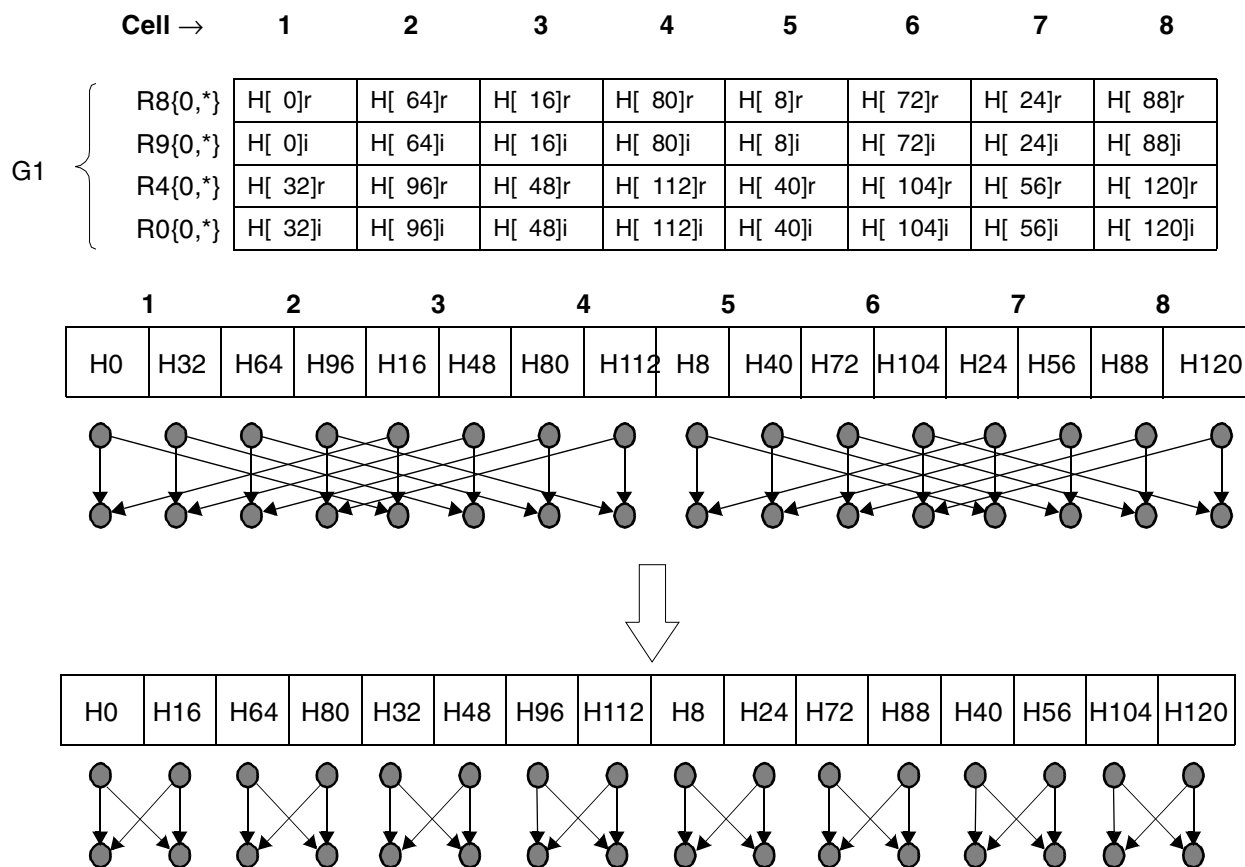 Cell → 1 2 3 4 5 6 7 8
R8{0,*} H[ 0]r H[ 64]r H[ 16]r H[ 80]r H[ 8]r H[ 72]r H[ 24]r H[ 88]r
R9{0,*} H[ 0]i H[ 64]i H[ 16]i H[ 80]i H[ 8]i H[ 72]i H[ 24]i H[ 88]i
G1
R4{0,*} H[ 32]r H[ 96]r H[ 48]r H[ 112]r H[ 40]r H[ 104]r H[ 56]r H[ 120]r
R0{0,*} H[ 32]i H[ 96]i H[ 48]i H[ 112]i H[ 40]i H[ 104]i H[ 56]i H[ 120]i
1 2 3 4 5 6 7 8
H0 H32 H64 H96 H16 H48 H80 H112 H8 H40 H72 H104 H24 H56 H88 H120
H0 H16 H64 H80 H32 H48 H96 H112 H8 H24 H72 H88 H40 H56 H104 H120